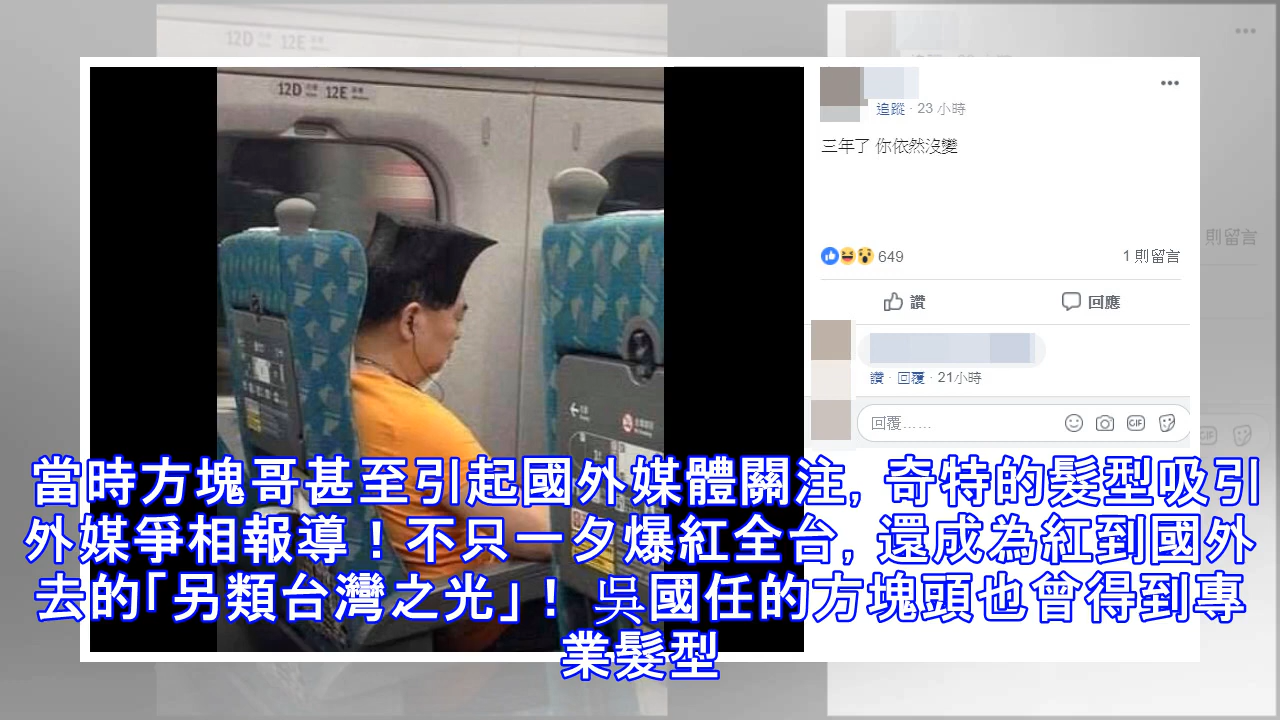 12D 12E
追蹤 · 23 小時
三年了 你依然沒變
649
1 則留言
讚
回應
讚 · 回覆 · 21小時
回覆……
GIF
則留言
當時方塊哥甚至引起國外媒體關注, 奇特的髮型吸引
外媒爭相報導！不只一夕爆紅全台, 還成為紅到國外
去的「另類台灣之光」！ 吳國任的方塊頭也曾得到專
業髮型